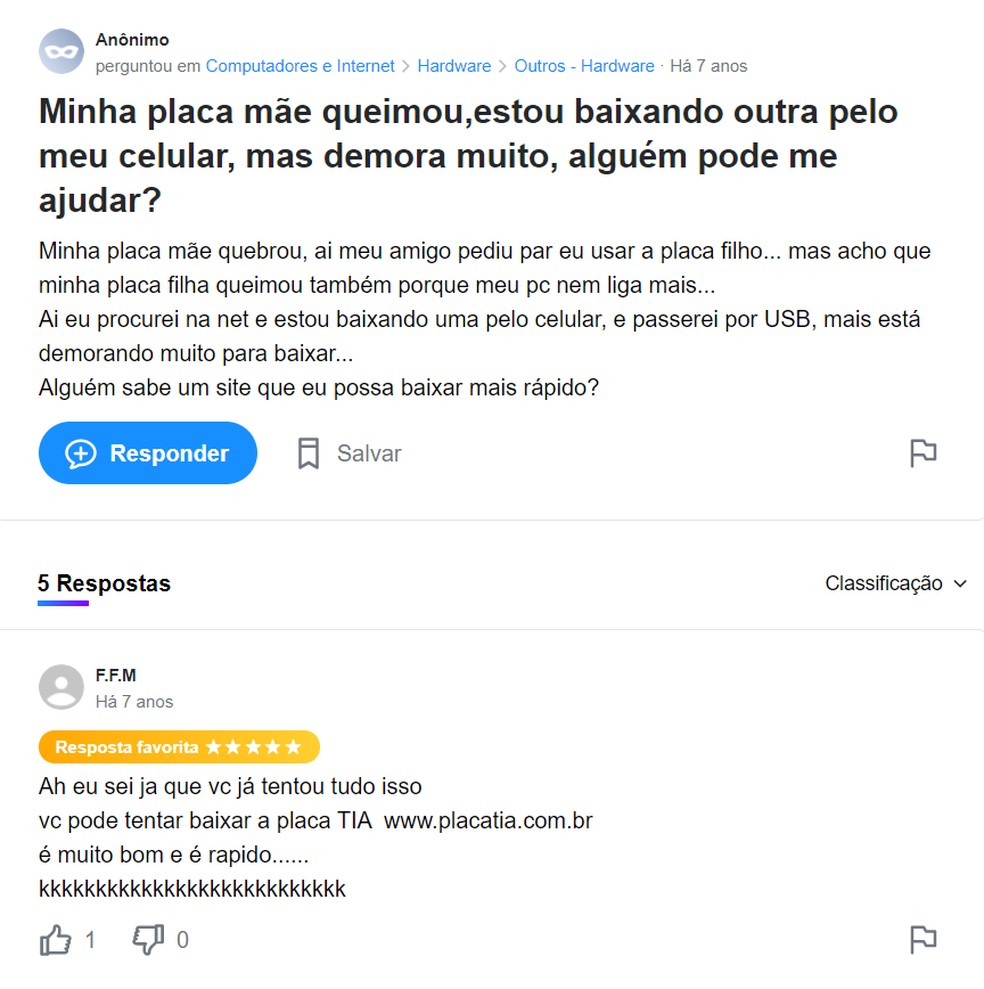 Anônimo
perguntou em Computadores e Internet > Hardware > Outros - Hardware · Há 7 anos
Minha placa mãe queimou,estou baixando outra pelo
meu celular, mas demora muito, alguém pode me
ajudar?
Minha placa mãe quebrou, ai meu amigo pediu par eu usar a placa filho... mas acho que
minha placa filha queimou também porque meu pc nem liga mais...
Ai eu procurei na net e estou baixando uma pelo celular, e passerei por USB, mais está
demorando muito para baixar...
Alguém sabe um site que eu possa baixar mais rápido?
Responder Salvar
5 Respostas Classificação
F.F.M
Há 7 anos
Resposta favorita ★★★★★
Ah eu sei ja que vc já tentou tudo isso
vc pode tentar baixar a placa TIA www.placatia.com.br
é muito bom e é rapido......
kkkkkkkkkkkkkkkkkkkkkkkkkkk
1 0